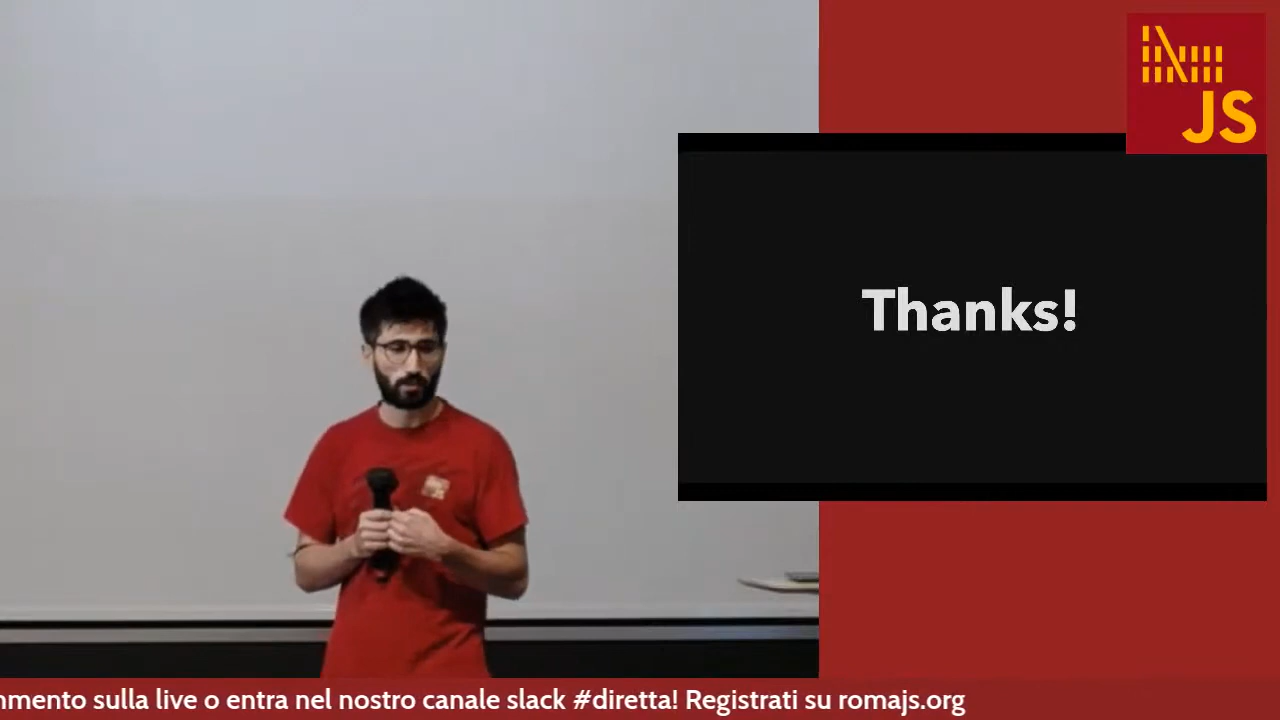 JS
Thanks!
mento sulla live o entra nel nostro canale slack #diretta! Registrati su romajs.org